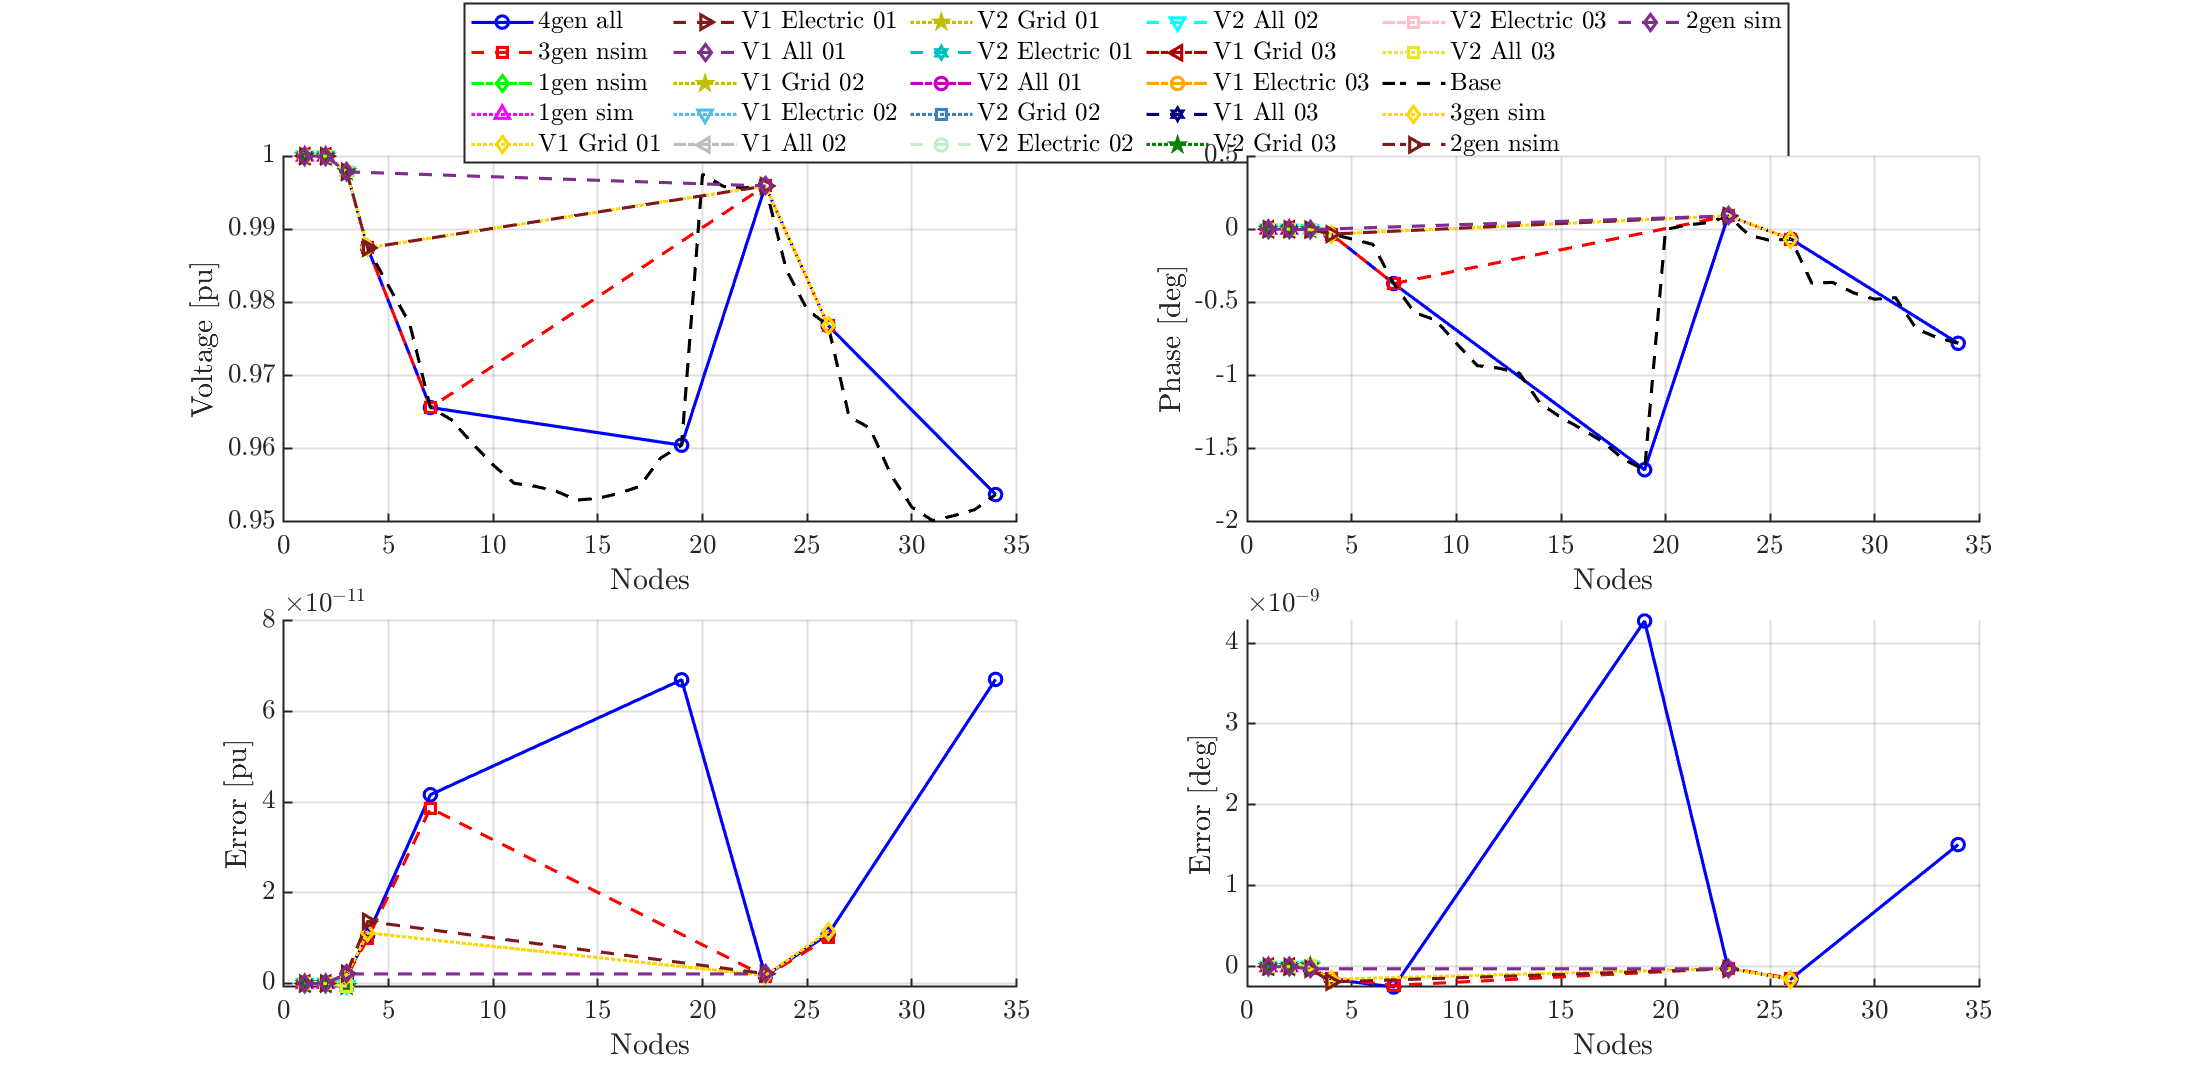 4gen all
3gen nsim
1gen nsim
1gen sim
V1 Grid 01
V1 Electric 01
V1 All 01
V1 Grid 02
V1 Electric 02
V1 All 02
V2 Grid 01
V2 Electric 01
V2 All 01
V2 Grid 02
V2 Electric 02
V2 All 02
V1 Grid 03
V1 Electric 03
V1 All 03
V2 Grid 03
V2 Electric 03
V2 All 03
Base
3gen sim
2gen nsim
2gen sim
1
0.99
0.98
0.97
0.96
0.95
Voltage [pu]
0 5 10 15 20 25 30 35
Nodes
0.5
0
-0.5
-1
-1.5
-2
Phase [deg]
0 5 10 15 20 25 30 35
Nodes
×10⁻¹¹
8
6
4
2
0
Error [pu]
0 5 10 15 20 25 30 35
Nodes
×10⁻⁹
4
3
2
1
0
Error [deg]
0 5 10 15 20 25 30 35
Nodes